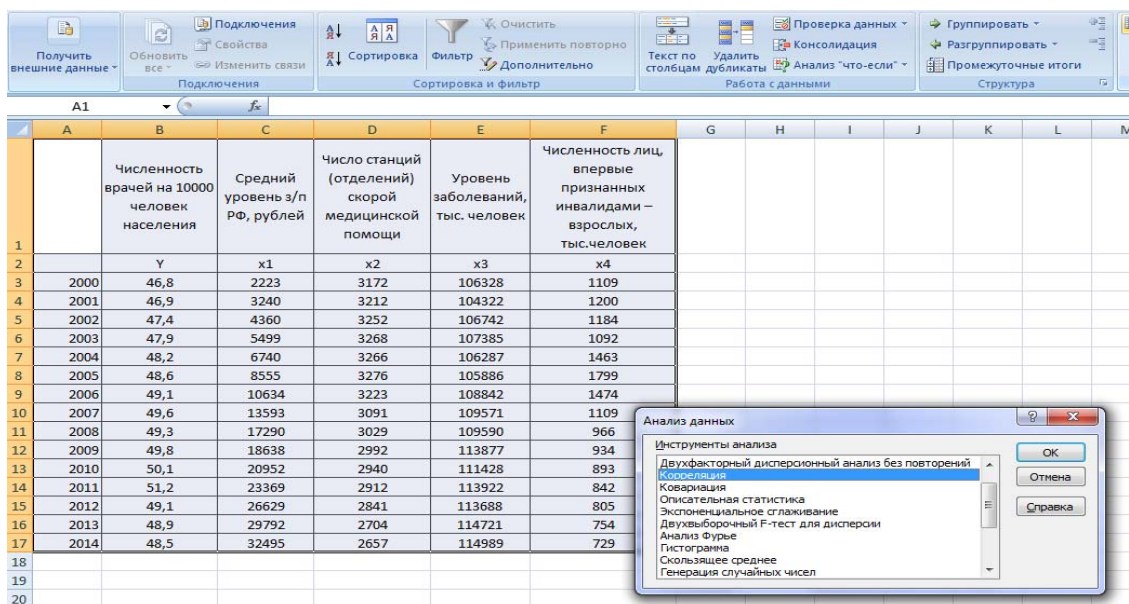 Получить
внешние данные
Обновить
все
Подключения
Свойства
Изменить связи
Подключения
Сортировка
Фильтр
Очистить
Применить повторно
Дополнительно
Сортировка и фильтр
Текст по
столбцам
Удалить
дубликаты
Проверка данных
Консолидация
Анализ "что-если"
Работа с данными
Группировать
Разгруппировать
Промежуточные итоги
Структура
A1 fx
A B C D E F G H I J K L M
1
Численность
врачей на 10000
человек
населения
Средний
уровень з/п
РФ, рублей
Число станций
(отделений)
скорой
медицинской
помощи
Уровень
заболеваний,
тыс. человек
Численность лиц,
впервые
признанных
инвалидами –
взрослых,
тыс.человек
2 Y x1 x2 x3 x4
3 2000 46,8 2223 3172 106328 1109
4 2001 46,9 3240 3212 104322 1200
5 2002 47,4 4360 3252 106742 1184
6 2003 47,9 5499 3268 107385 1092
7 2004 48,2 6740 3266 106287 1463
8 2005 48,6 8555 3276 105886 1799
9 2006 49,1 10634 3223 108842 1474
10 2007 49,6 13593 3091 109571 1109
11 2008 49,3 17290 3029 109590 966
12 2009 49,8 18638 2992 113877 934
13 2010 50,1 20952 2940 111428 893
14 2011 51,2 23369 2912 113922 842
15 2012 49,1 26629 2841 113688 805
16 2013 48,9 29792 2704 114721 754
17 2014 48,5 32495 2657 114989 729
18
19
20
Анализ данных
Инструменты анализа
Двухфакторный дисперсионный анализ без повторений
Корреляция
Ковариация
Описательная статистика
Экспоненциальное сглаживание
Двухвыборочный F-тест для дисперсии
Анализ Фурье
Гистограмма
Скользящее среднее
Генерация случайных чисел
ОК
Отмена
Справка